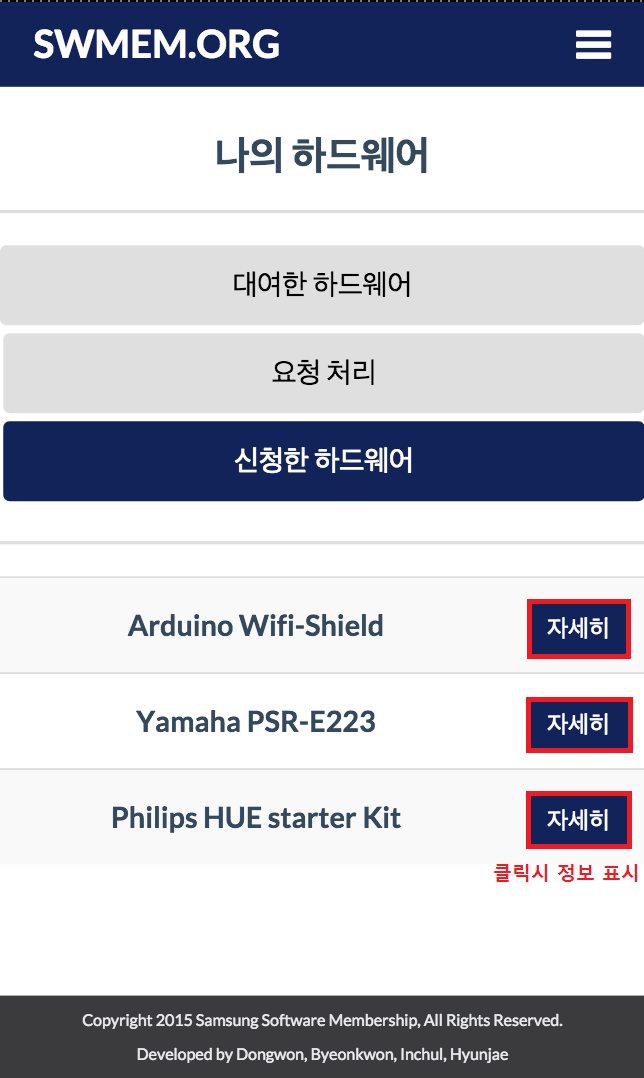 SWMEM.ORG
나의 하드웨어
대여한 하드웨어
요청 처리
신청한 하드웨어
Arduino Wifi-Shield 자세히
Yamaha PSR-E223 자세히
Philips HUE starter Kit 자세히
클릭시 정보 표시
Copyright 2015 Samsung Software Membership, All Rights Reserved.
Developed by Dongwon, Byeonkwon, Inchul, Hyunjae